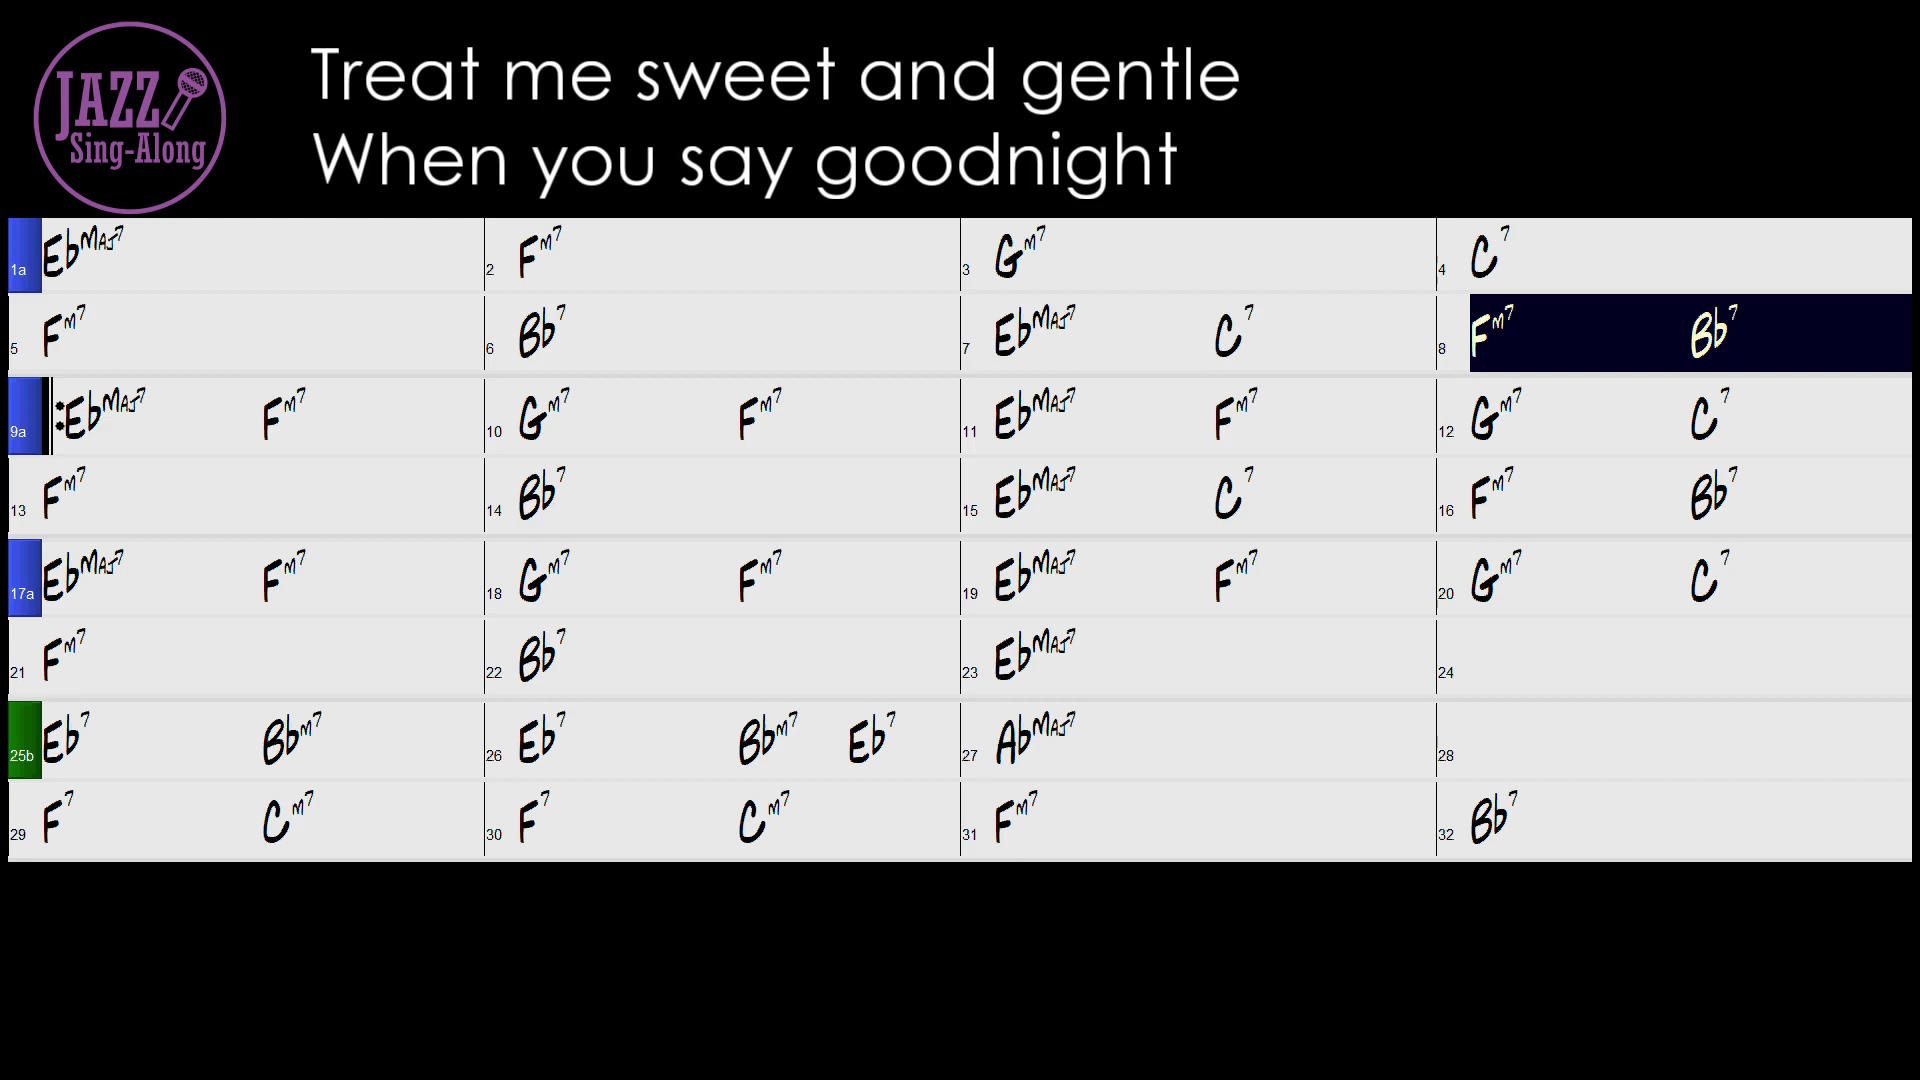 JAZZ
Sing-Along
Treat me sweet and gentle
When you say goodnight
1a EbMAJ7 2 Fm7 3 Gm7 4 C7
5 Fm7 6 Bb7 7 EbMAJ7 C7 8 Fm7 Bb7
9a EbMAJ7 Fm7 10 Gm7 Fm7 11 EbMAJ7 Fm7 12 Gm7 C7
13 Fm7 14 Bb7 15 EbMAJ7 C7 16 Fm7 Bb7
17a EbMAJ7 Fm7 18 Gm7 Fm7 19 EbMAJ7 Fm7 20 Gm7 C7
21 Fm7 22 Bb7 23 EbMAJ7 24
25b Eb7 Bbm7 26 Eb7 Bbm7 Eb7 27 AbMAJ7 28
29 F7 Cm7 30 F7 Cm7 31 Fm7 32 Bb7